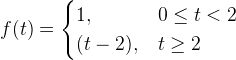 f(t) = { 1, 0 ≤ t < 2
(t − 2), t ≥ 2